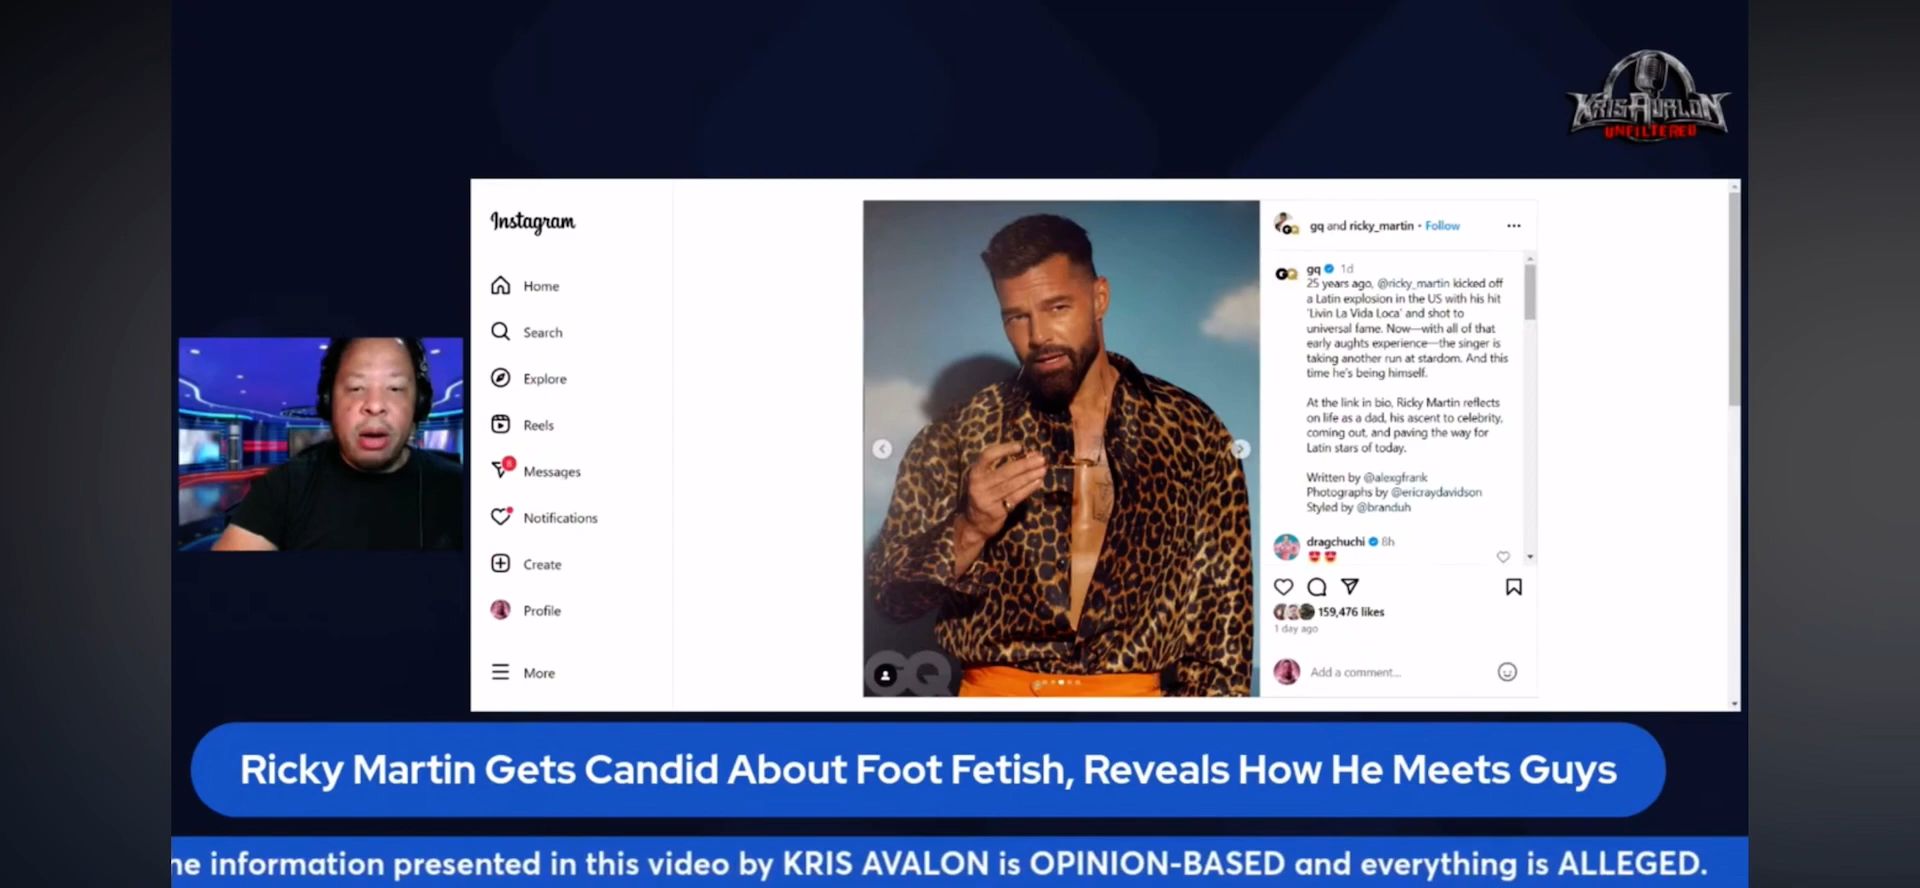 KRIS AVALON
UNFILTERED
Instagram
Home
Search
Explore
Reels
8
Messages
Notifications
Create
Profile
More
GQ
gq and ricky_martin • Follow
GQ
gq 1d
25 years ago, @ricky_martin kicked off
a Latin explosion in the US with his hit
'Livin La Vida Loca' and shot to
universal fame. Now—with all of that
early aughts experience—the singer is
taking another run at stardom. And this
time he's being himself.
At the link in bio, Ricky Martin reflects
on life as a dad, his ascent to celebrity,
coming out, and paving the way for
Latin stars of today.
Written by @alexgfrank
Photographs by @ericraydavidson
Styled by @branduh
dragchuchi 8h
😍😍
159,476 likes
1 day ago
Add a comment...
Ricky Martin Gets Candid About Foot Fetish, Reveals How He Meets Guys
he information presented in this video by KRIS AVALON is OPINION-BASED and everything is ALLEGED.